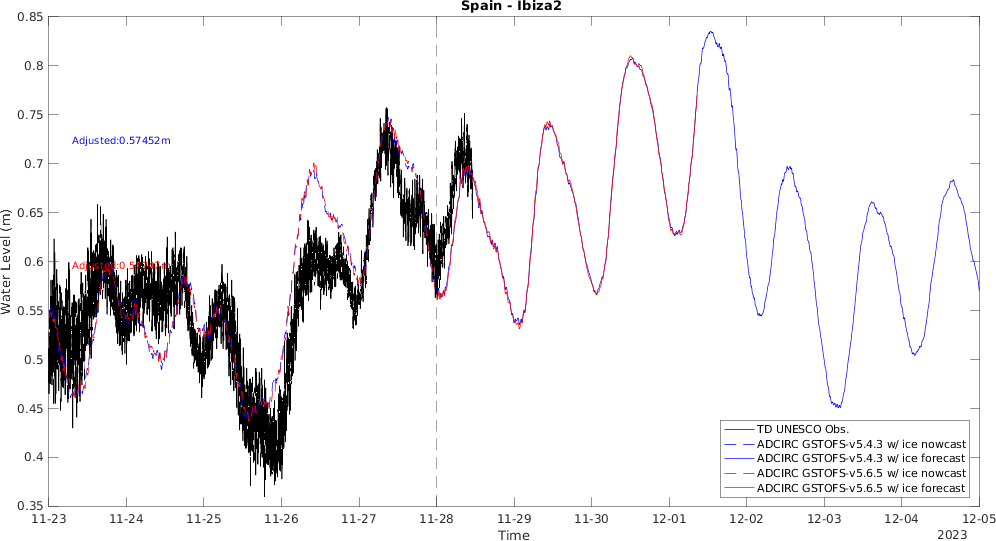 Spain - Ibiza2
0.85
0.8
0.75
0.7
0.65
0.6
0.55
0.5
0.45
0.4
0.35
Water Level (m)
Adjusted:0.57452m
11-23
11-24
11-25
11-26
11-27
11-28
11-29
11-30
12-01
12-02
12-03
12-04
12-05
Time
2023
TD UNESCO Obs.
ADCIRC GSTOFS-v5.4.3 w/ ice nowcast
ADCIRC GSTOFS-v5.4.3 w/ ice forecast
ADCIRC GSTOFS-v5.6.5 w/ ice nowcast
ADCIRC GSTOFS-v5.6.5 w/ ice forecast